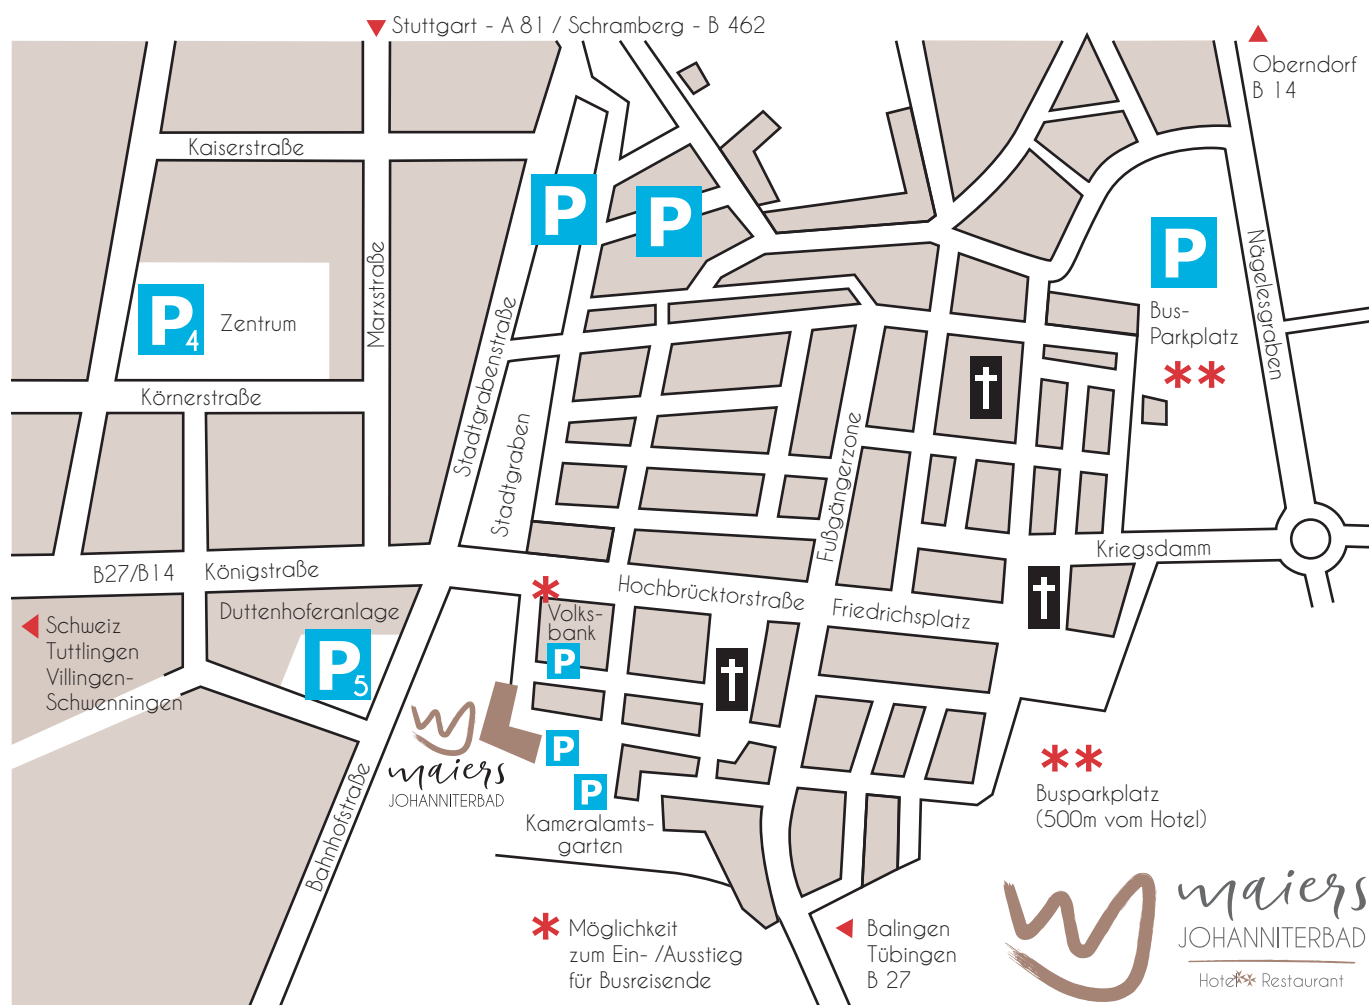 Stuttgart - A 81 / Schramberg - B 462
Oberndorf
B 14
Kaiserstraße
P
P
P
Marxstraße
Nägelesgraben
P4
Zentrum
Bus-
Parkplatz
**
Stadtgrabenstraße
Körnerstraße
Stadtgraben
Fußgängerzone
Kriegsdamm
B27/B14 Königstraße
Hochbrücktorstraße
Friedrichsplatz
*
Volks-
bank
P
Duttenhoferanlage
P5
Schweiz
Tuttlingen
Villingen-
Schwenningen
maiers
JOHANNITERBAD
P
P
Kameralamts-
garten
Bahnhofstraße
**
Busparkplatz
(500m vom Hotel)
* Möglichkeit
zum Ein- /Ausstieg
für Busreisende
Balingen
Tübingen
B 27
maiers
JOHANNITERBAD
Hotel Restaurant